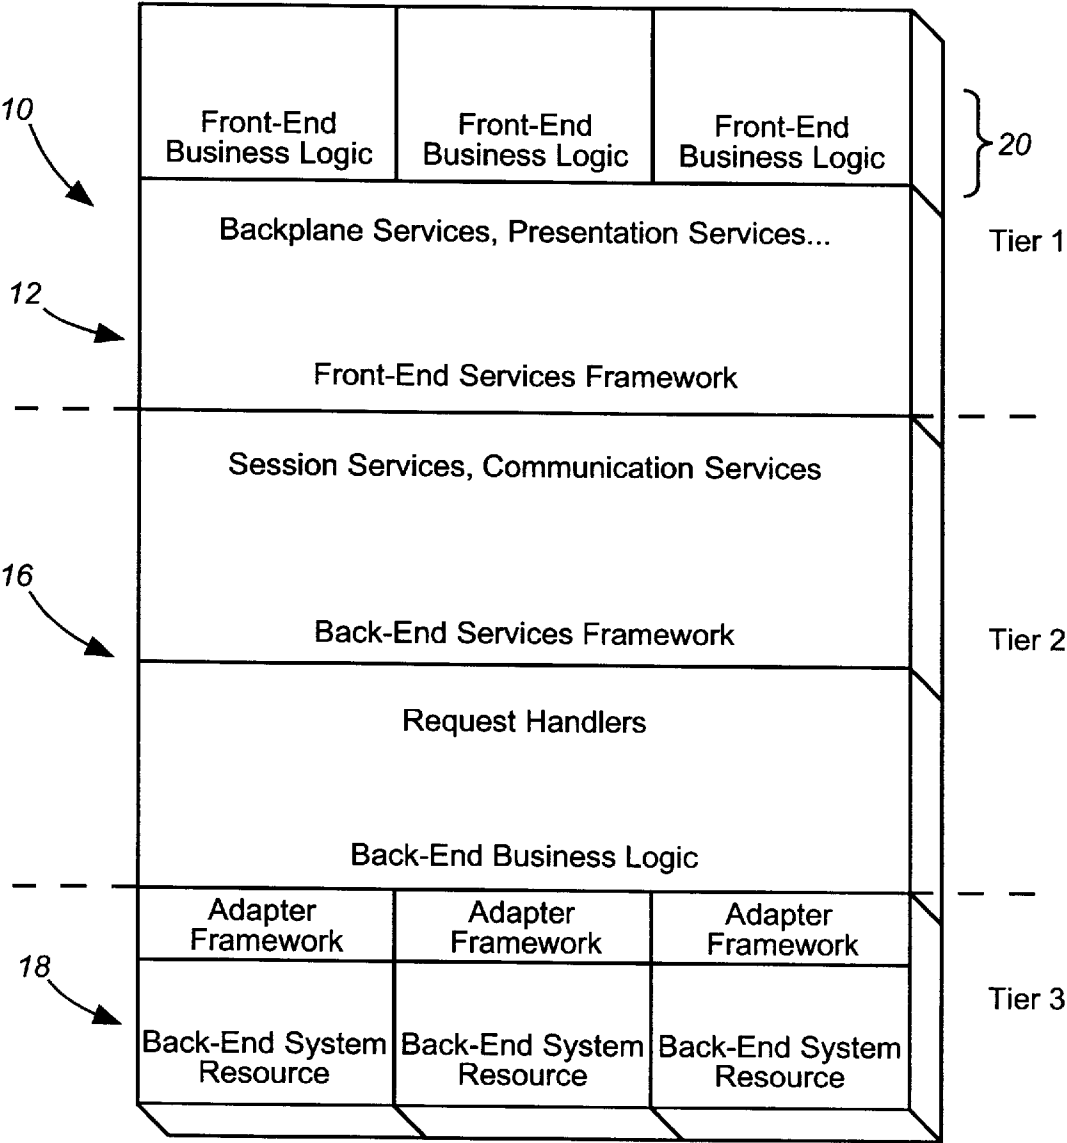 Front-End
Business Logic
Front-End
Business Logic
Front-End
Business Logic
10
20
Backplane Services, Presentation Services...
Tier 1
12
Front-End Services Framework
Session Services, Communication Services
16
Back-End Services Framework
Tier 2
Request Handlers
Back-End Business Logic
Adapter
Framework
Adapter
Framework
Adapter
Framework
18
Tier 3
Back-End System
Resource
Back-End System
Resource
Back-End System
Resource